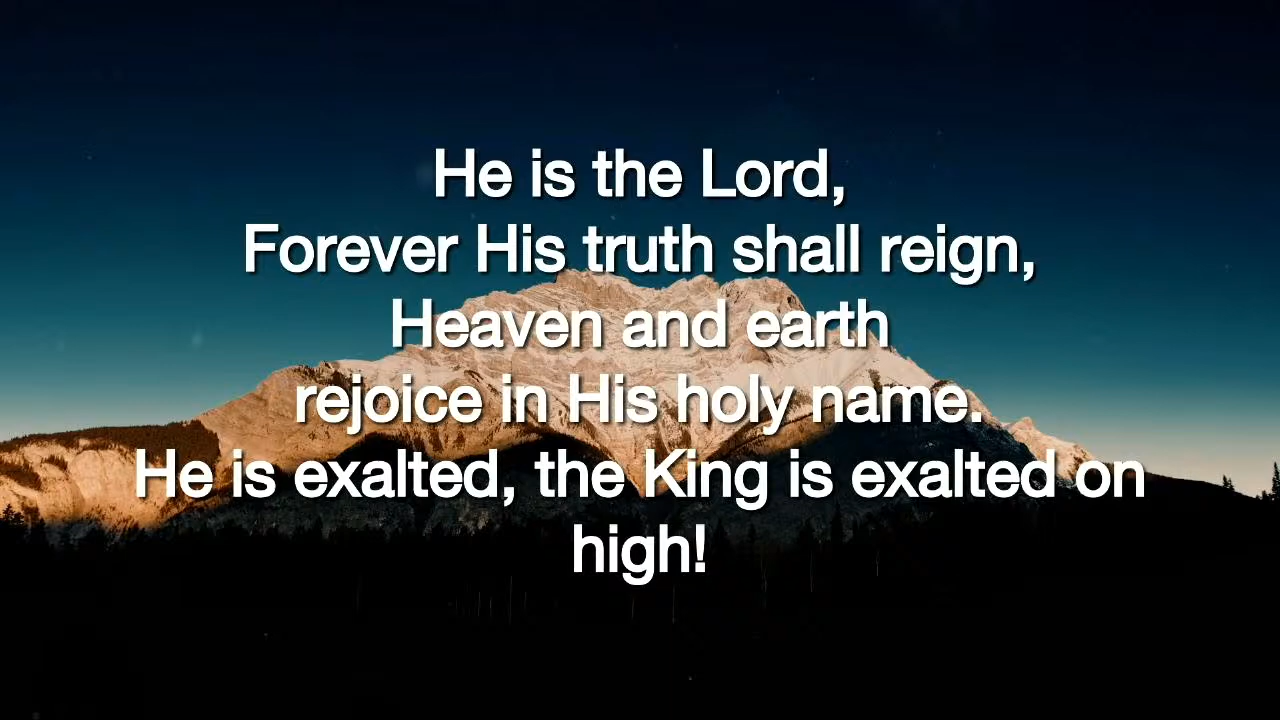 He is the Lord,
Forever His truth shall reign,
Heaven and earth
rejoice in His holy name.
He is exalted, the King is exalted on
high!